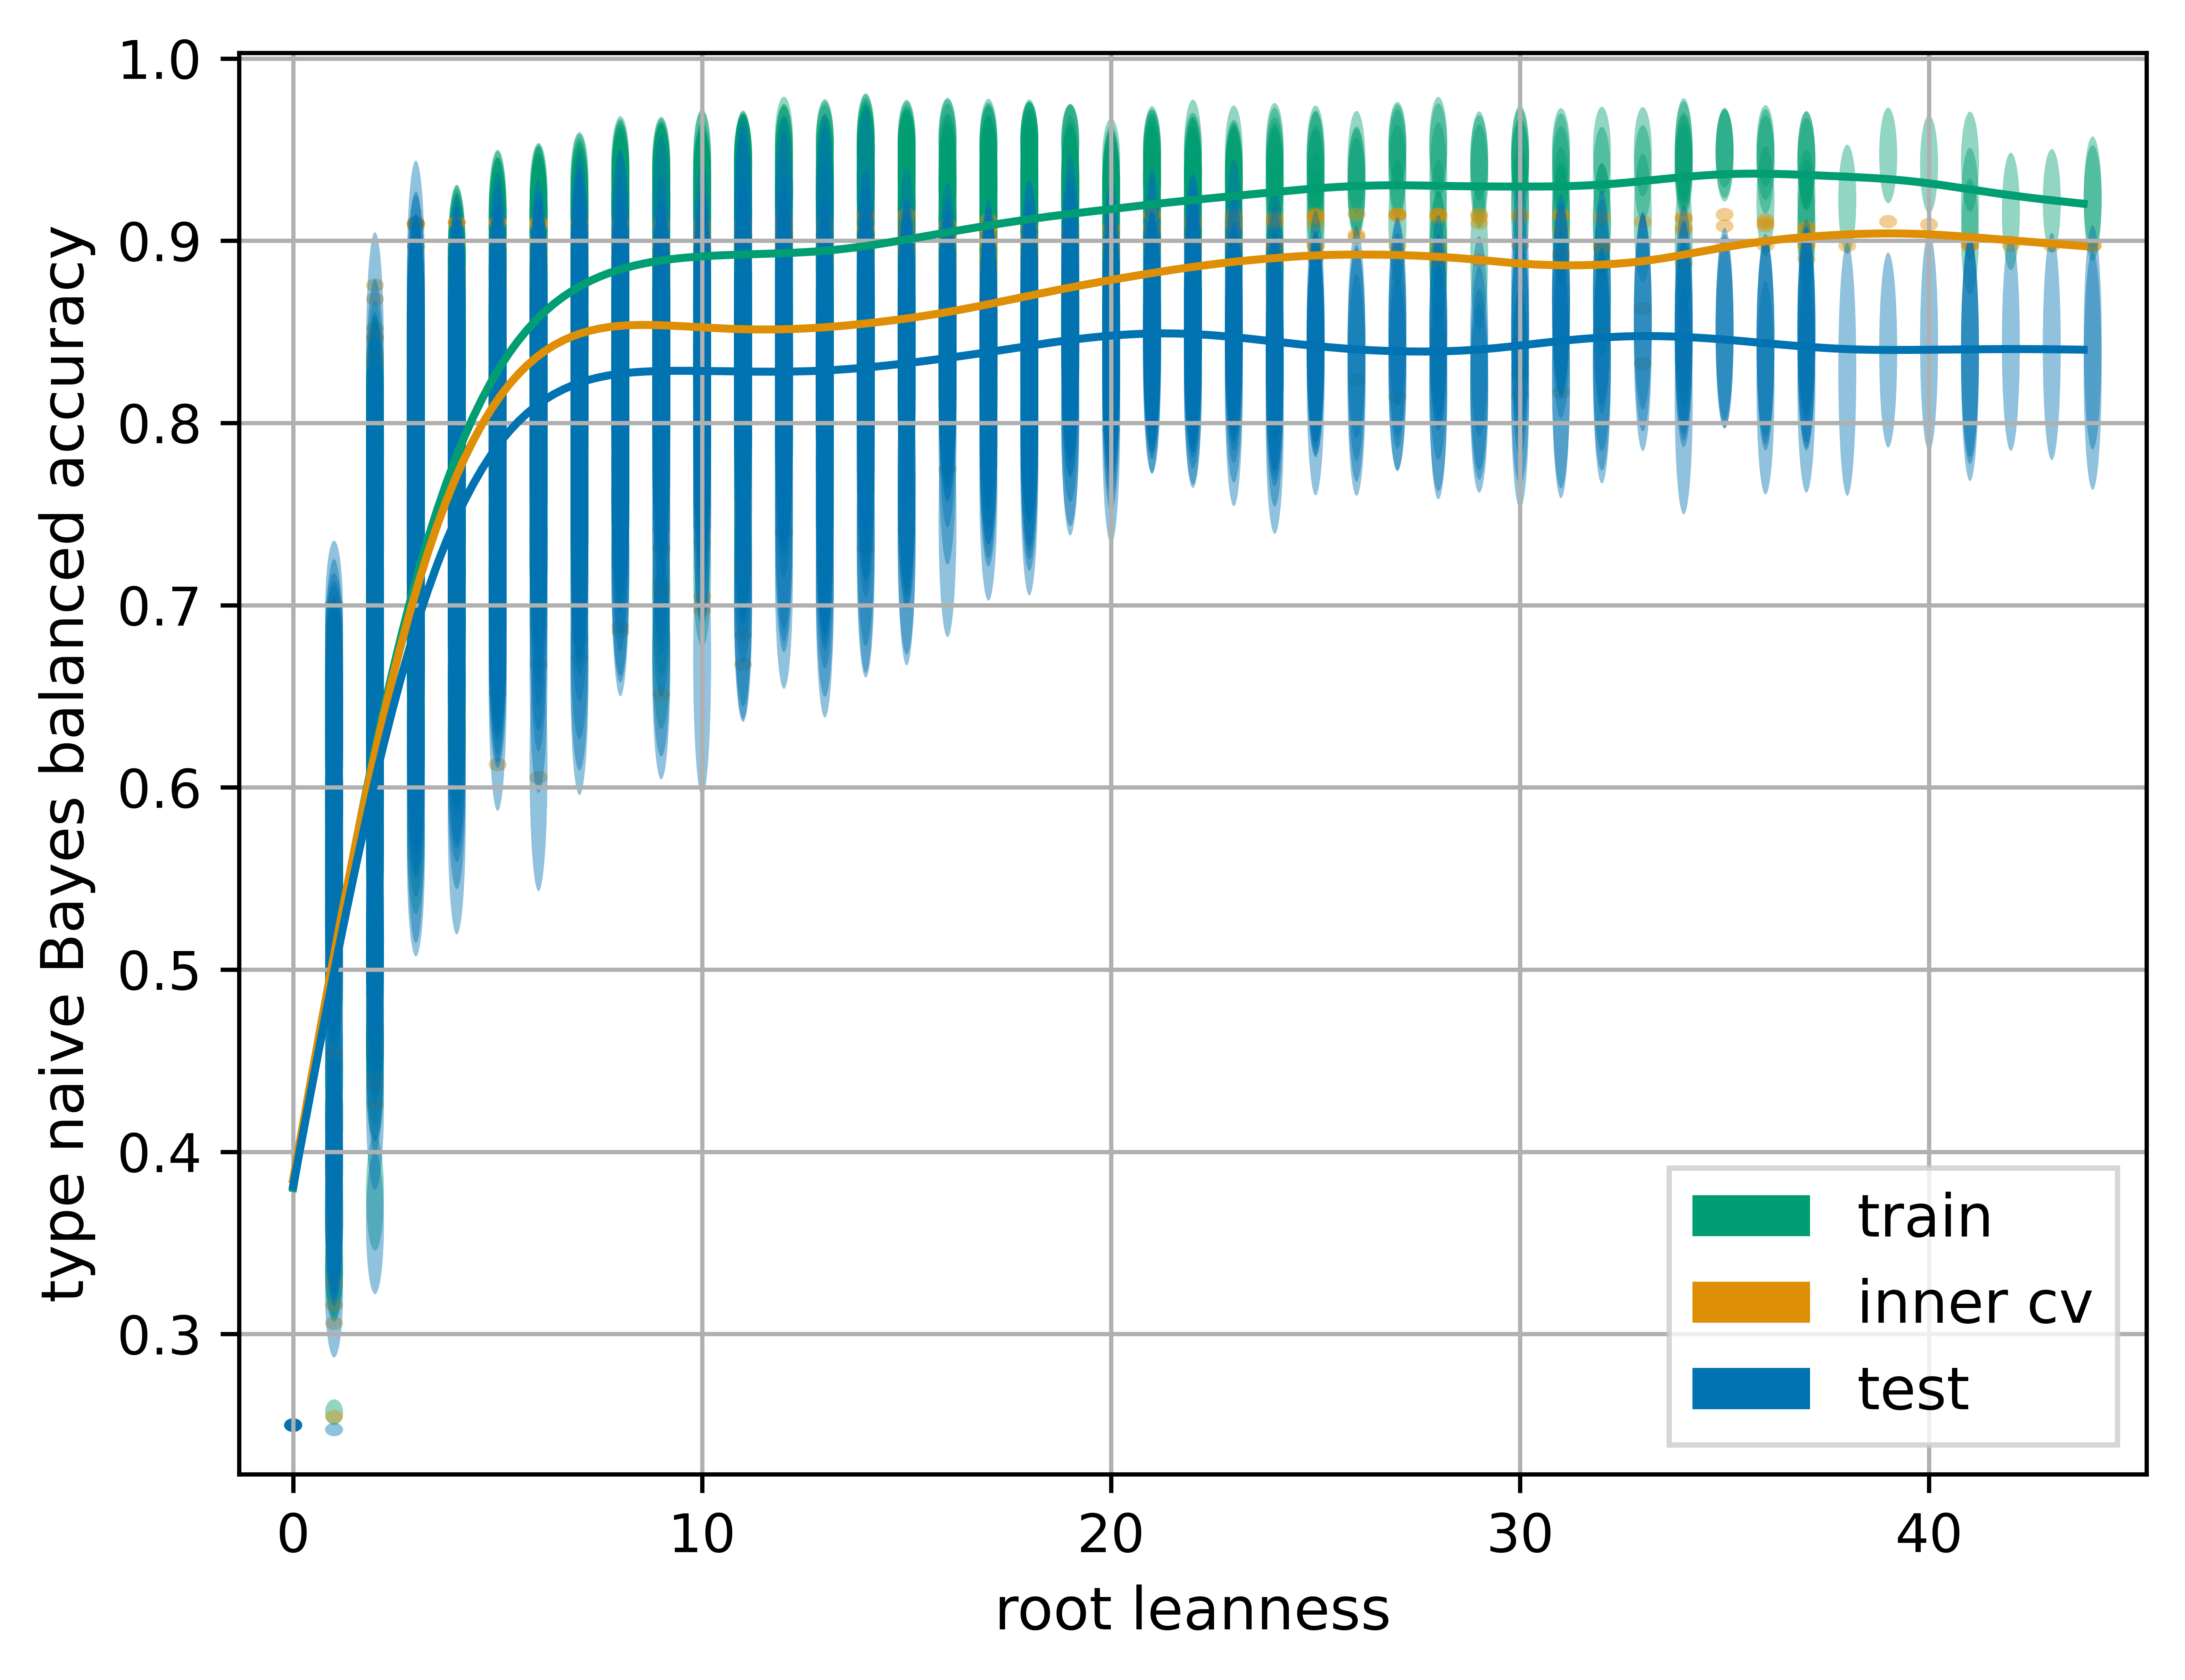 type naive Bayes balanced accuracy
1.0
0.9
0.8
0.7
0.6
0.5
0.4
0.3
0
10
20
30
40
root leanness
train
inner cv
test